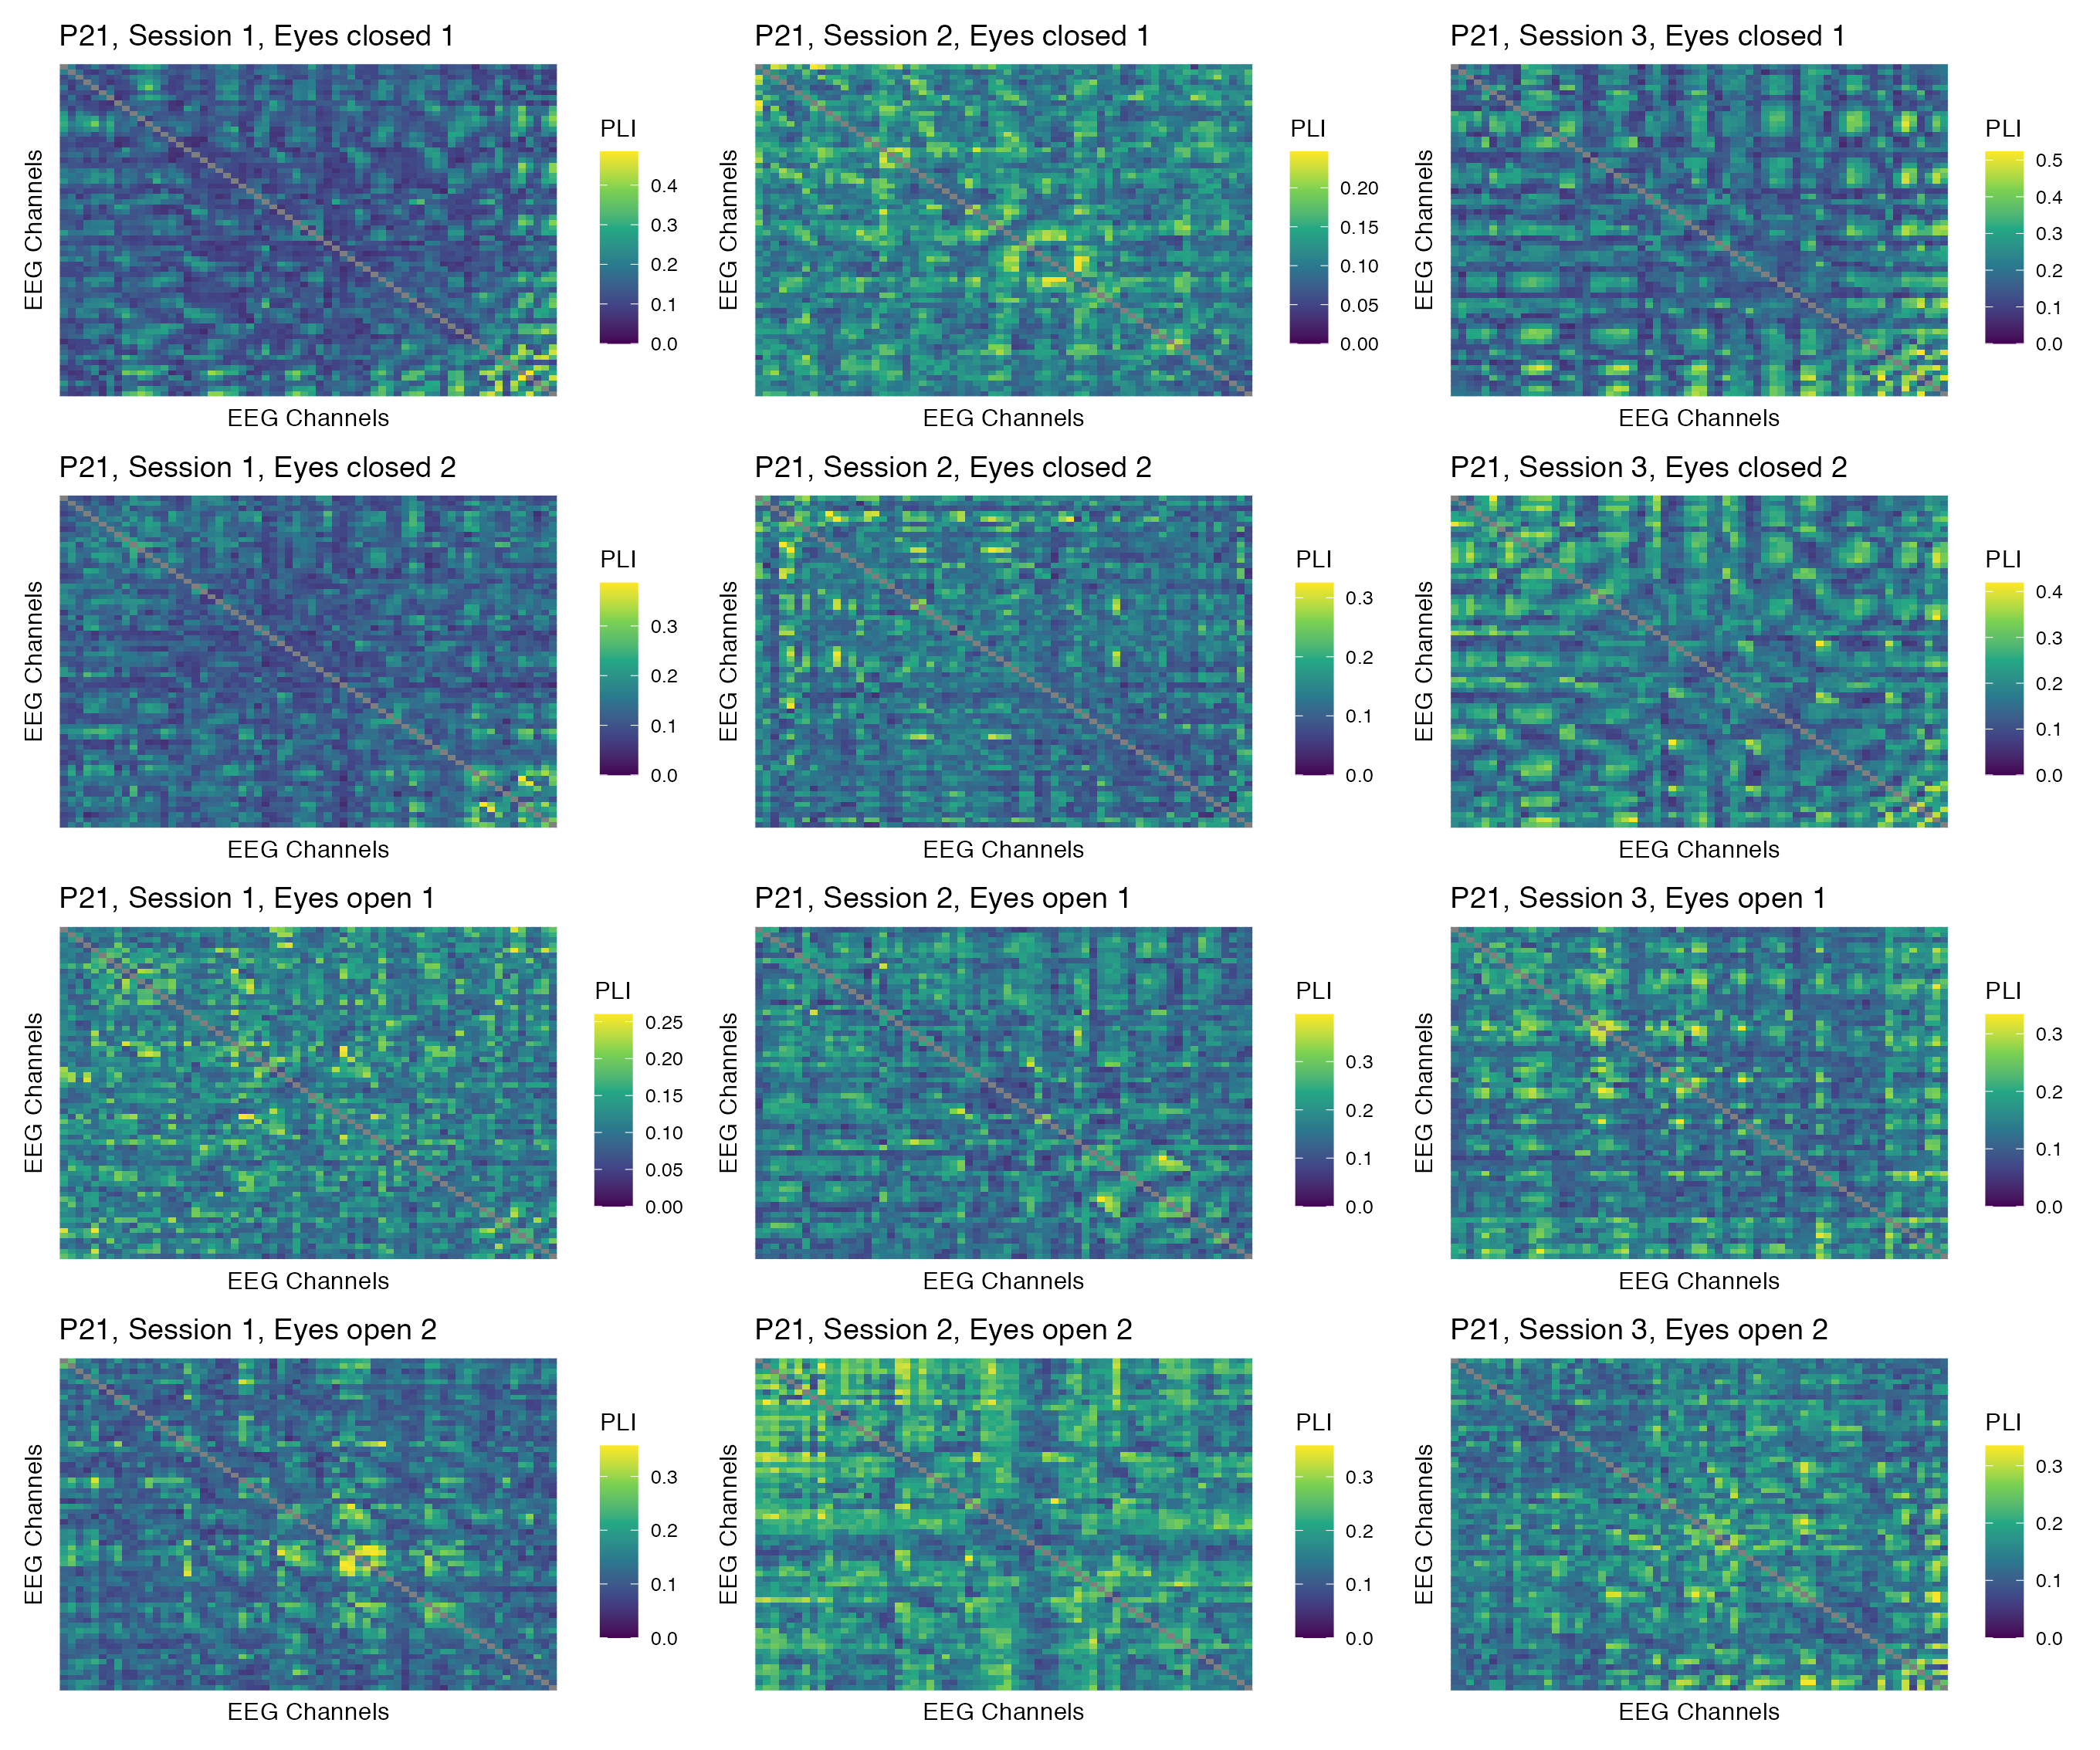 P21, Session 1, Eyes closed 1
EEG Channels
EEG Channels
PLI
0.4
0.3
0.2
0.1
0.0
P21, Session 2, Eyes closed 1
EEG Channels
EEG Channels
PLI
0.20
0.15
0.10
0.05
0.00
P21, Session 3, Eyes closed 1
EEG Channels
EEG Channels
PLI
0.5
0.4
0.3
0.2
0.1
0.0
P21, Session 1, Eyes closed 2
EEG Channels
EEG Channels
PLI
0.3
0.2
0.1
0.0
P21, Session 2, Eyes closed 2
EEG Channels
EEG Channels
PLI
0.3
0.2
0.1
0.0
P21, Session 3, Eyes closed 2
EEG Channels
EEG Channels
PLI
0.4
0.3
0.2
0.1
0.0
P21, Session 1, Eyes open 1
EEG Channels
EEG Channels
PLI
0.25
0.20
0.15
0.10
0.05
0.00
P21, Session 2, Eyes open 1
EEG Channels
EEG Channels
PLI
0.3
0.2
0.1
0.0
P21, Session 3, Eyes open 1
EEG Channels
EEG Channels
PLI
0.3
0.2
0.1
0.0
P21, Session 1, Eyes open 2
EEG Channels
EEG Channels
PLI
0.3
0.2
0.1
0.0
P21, Session 2, Eyes open 2
EEG Channels
EEG Channels
PLI
0.3
0.2
0.1
0.0
P21, Session 3, Eyes open 2
EEG Channels
EEG Channels
PLI
0.3
0.2
0.1
0.0